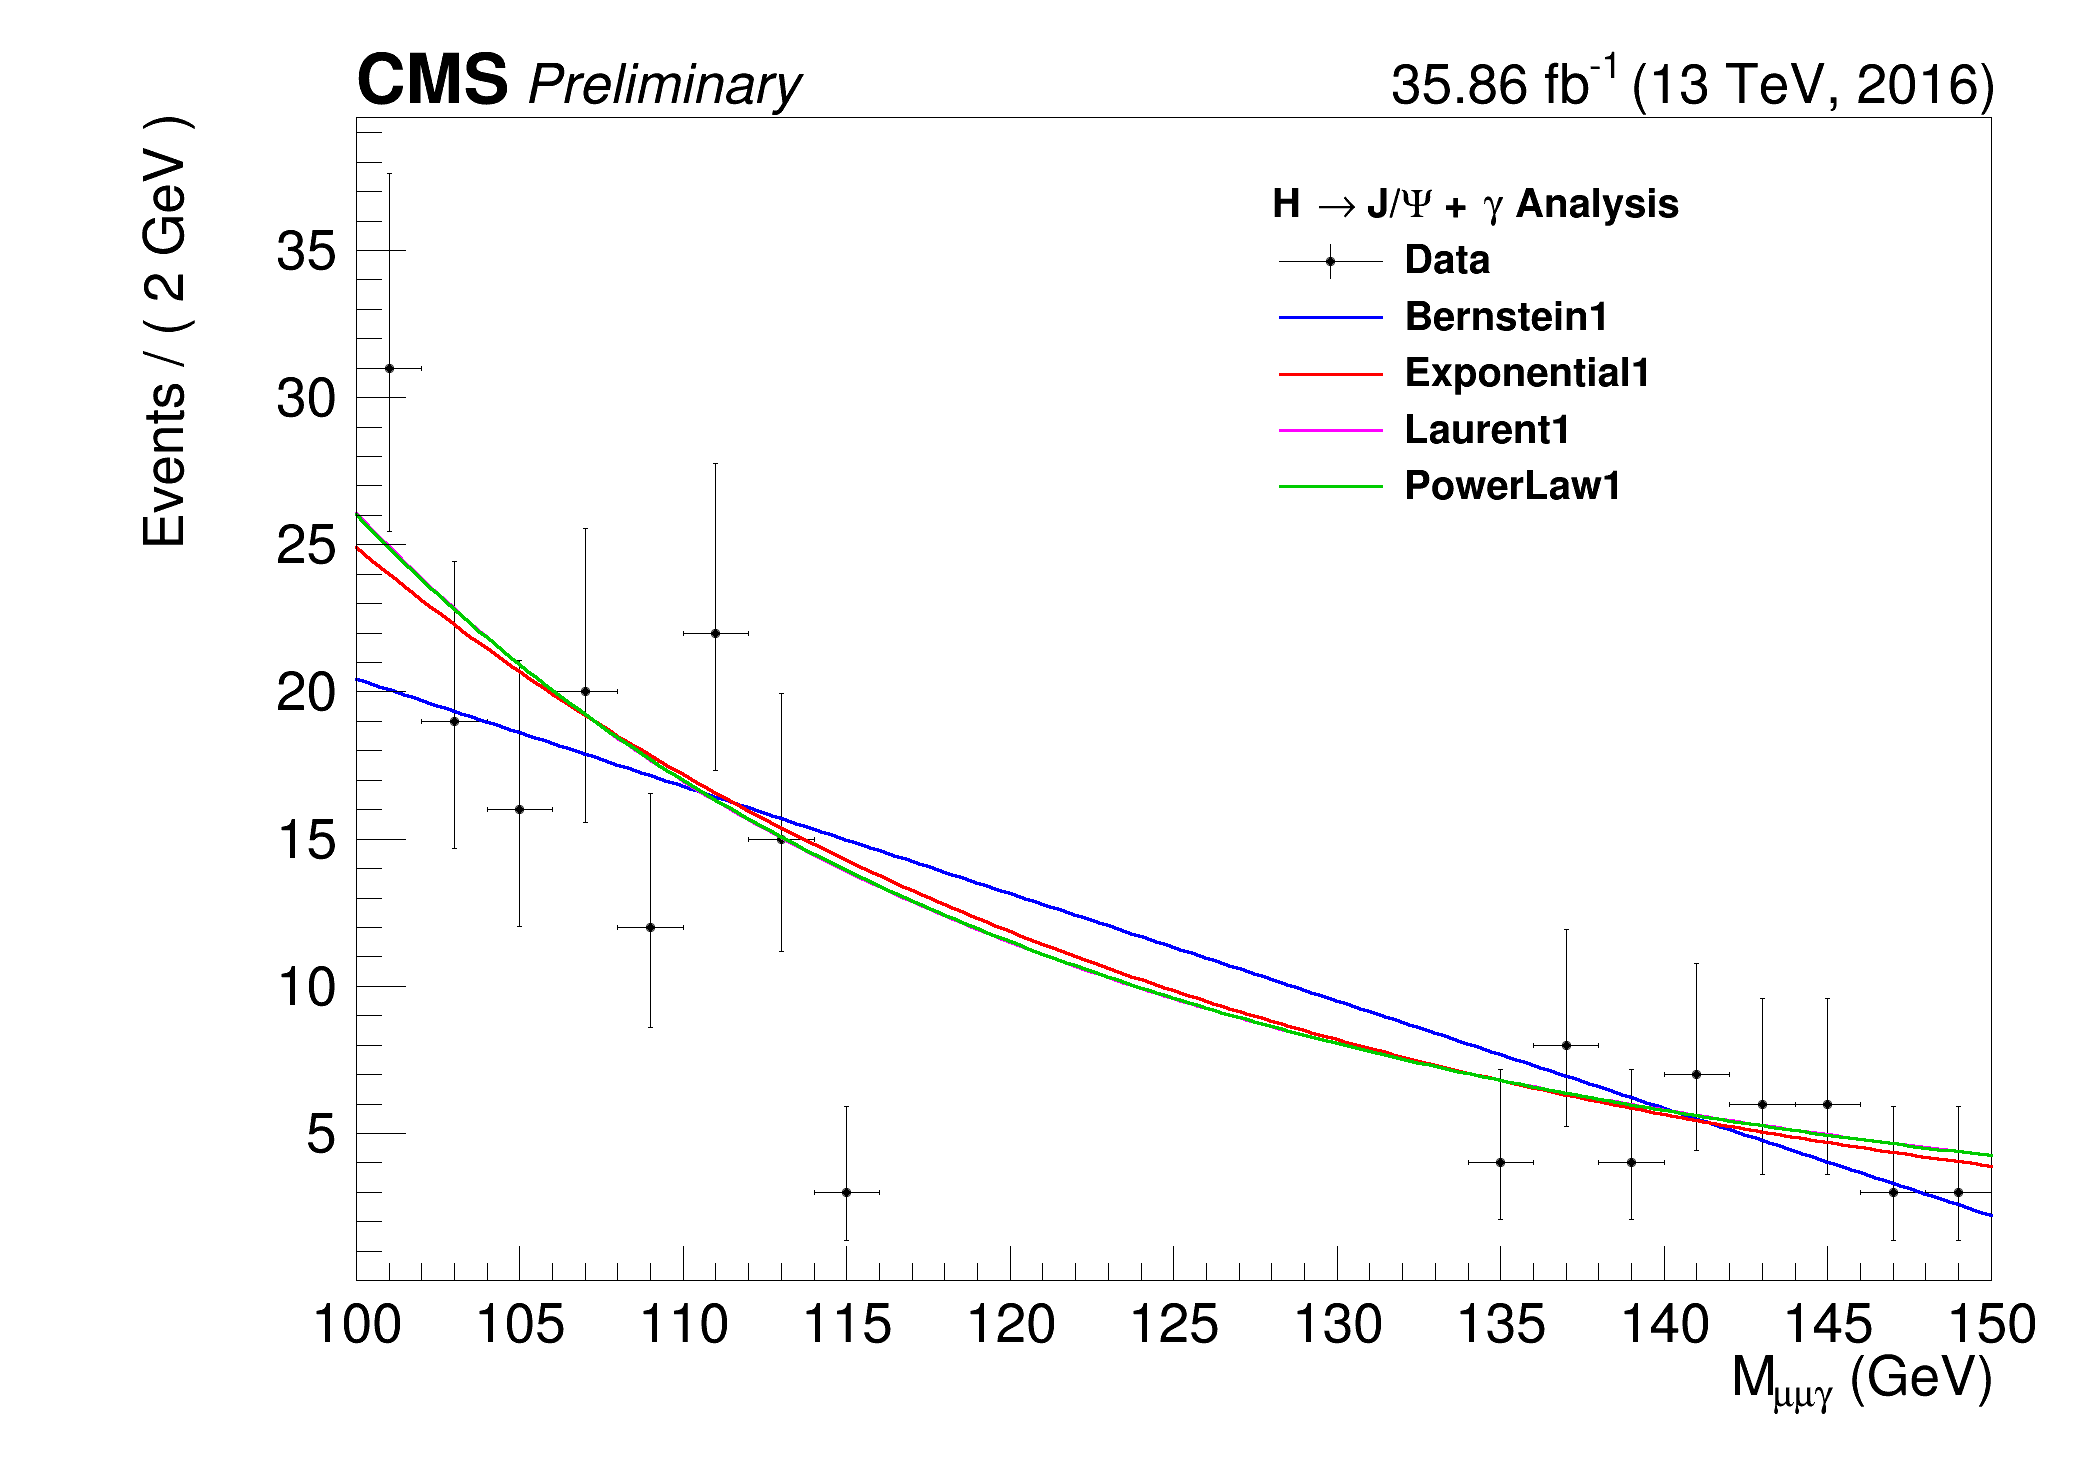 CMS Preliminary
35.86 fb-1 (13 TeV, 2016)
Events / ( 2 GeV )
H → J/Ψ + γ Analysis
Data
Bernstein1
Exponential1
Laurent1
PowerLaw1
35
30
25
20
15
10
5
100 105 110 115 120 125 130 135 140 145 150
Mμμγ (GeV)